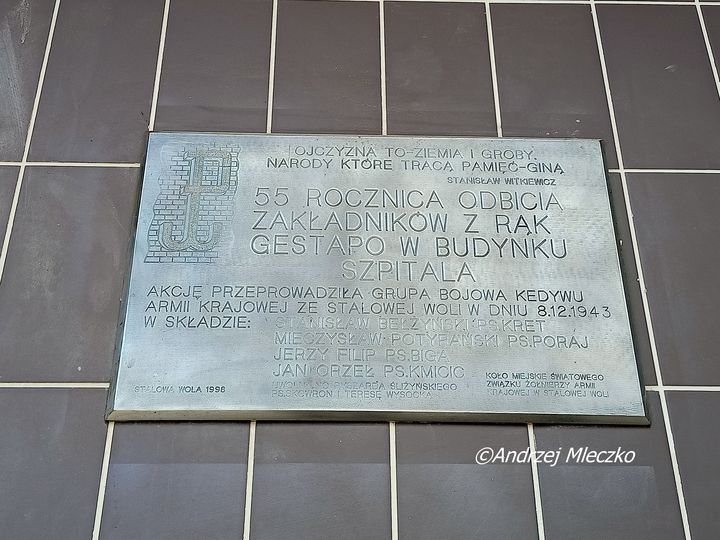 OJCZYZNA TO-ZIEMIA I GROBY.
NARODY KTÓRE TRACĄ PAMIĘĆ-GINĄ
STANISŁAW WITKIEWICZ
55 ROCZNICA ODBICIA
ZAKŁADNIKÓW Z RĄK
GESTAPO W BUDYNKU
SZPITALA
AKCJĘ PRZEPROWADZIŁA GRUPA BOJOWA KEDYWU
ARMII KRAJOWEJ ZE STALOWEJ WOLI W DNIU 8.12.1943
W SKŁADZIE: STANISŁAW BEŁŻYŃSKI PS.KRET
MIECZYSŁAW POTYRAŃSKI PS.PORAJ
JERZY FILIP PS.BIGA
JAN ORZEŁ PS.KMICIC
UWOLNIONO RYSZARDA ŚLIŻYŃSKIEGO
PS.SKOWRON I TERESĘ WYSOCKĄ
STALOWA WOLA 1998
KOŁO MIEJSKIE ŚWIATOWEGO
ZWIĄZKU ŻOŁNIERZY ARMII
KRAJOWEJ W STALOWEJ WOLI
©Andrzej Mleczko